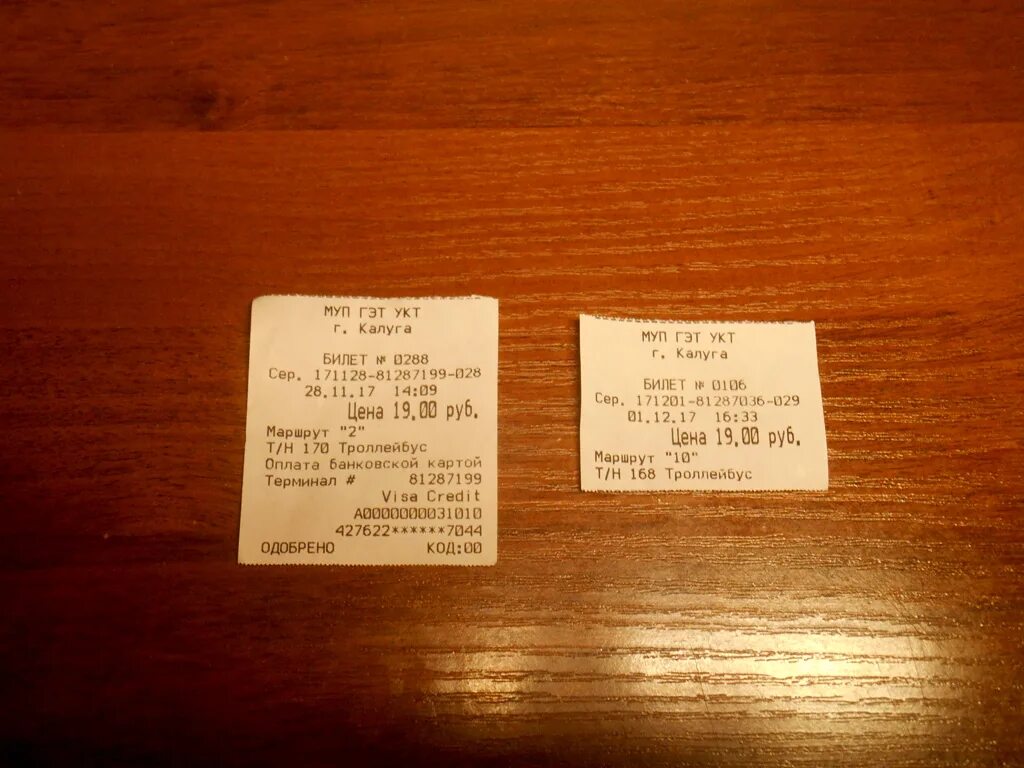 МУП ГЭТ УКТ
г. Калуга
БИЛЕТ № 0288
Сер. 171128-81287199-028
28.11.17 14:09
Цена 19,00 руб.
Маршрут "2"
Т/Н 170 Троллейбус
Оплата банковской картой
Терминал # 81287199
Visa Credit
A0000000031010
427622******7044
ОДОБРЕНО КОД:00
МУП ГЭТ УКТ
г. Калуга
БИЛЕТ № 0106
Сер. 171201-81287036-029
01.12.17 16:33
Цена 19,00 руб.
Маршрут "10"
Т/Н 168 Троллейбус